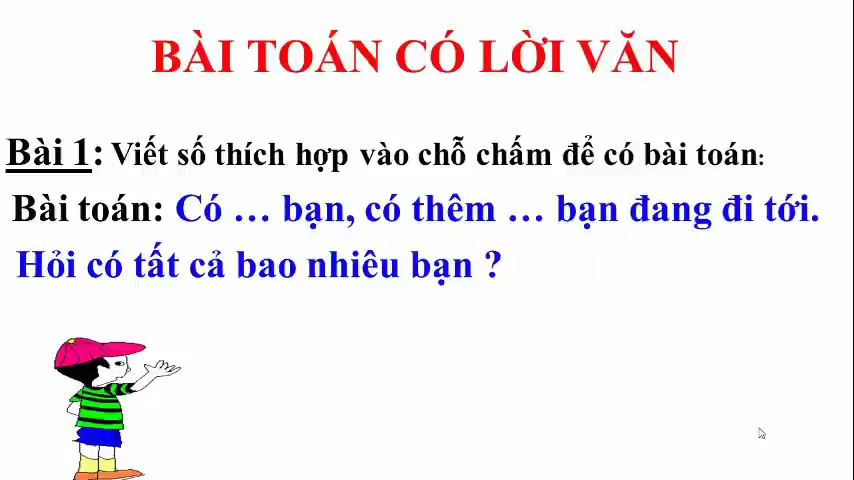 BÀI TOÁN CÓ LỜI VĂN
Bài 1: Viết số thích hợp vào chỗ chấm để có bài toán:
Bài toán: Có … bạn, có thêm … bạn đang đi tới.
Hỏi có tất cả bao nhiêu bạn ?